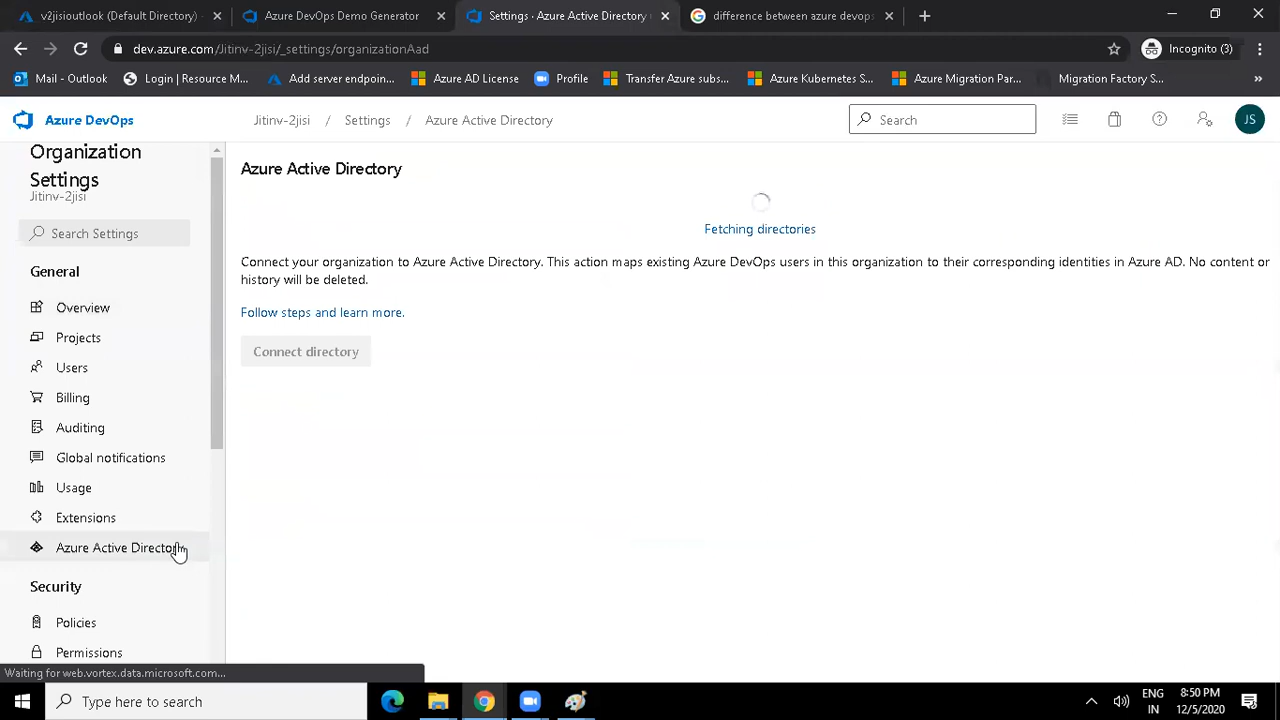 v2jisioutlook (Default Directory)
Azure DevOps Demo Generator
Settings · Azure Active Directory
difference between azure devops
dev.azure.com/Jitinv-2jisi/_settings/organizationAad
Incognito (3)
Mail - Outlook
Login | Resource M...
Add server endpoin...
Azure AD License
Profile
Transfer Azure subs...
Azure Kubernetes S...
Azure Migration Par...
Migration Factory S...
»
Azure DevOps
Jitinv-2jisi / Settings / Azure Active Directory
Search
JS
Organization
Settings
Jitinv-2jisi
Search Settings
General
Overview
Projects
Users
Billing
Auditing
Global notifications
Usage
Extensions
Azure Active Directory
Security
Policies
Permissions
Azure Active Directory
Fetching directories
Connect your organization to Azure Active Directory. This action maps existing Azure DevOps users in this organization to their corresponding identities in Azure AD. No content or
history will be deleted.
Follow steps and learn more.
Connect directory
Waiting for web.vortex.data.microsoft.com...
Type here to search
ENG
IN
8:50 PM
12/5/2020